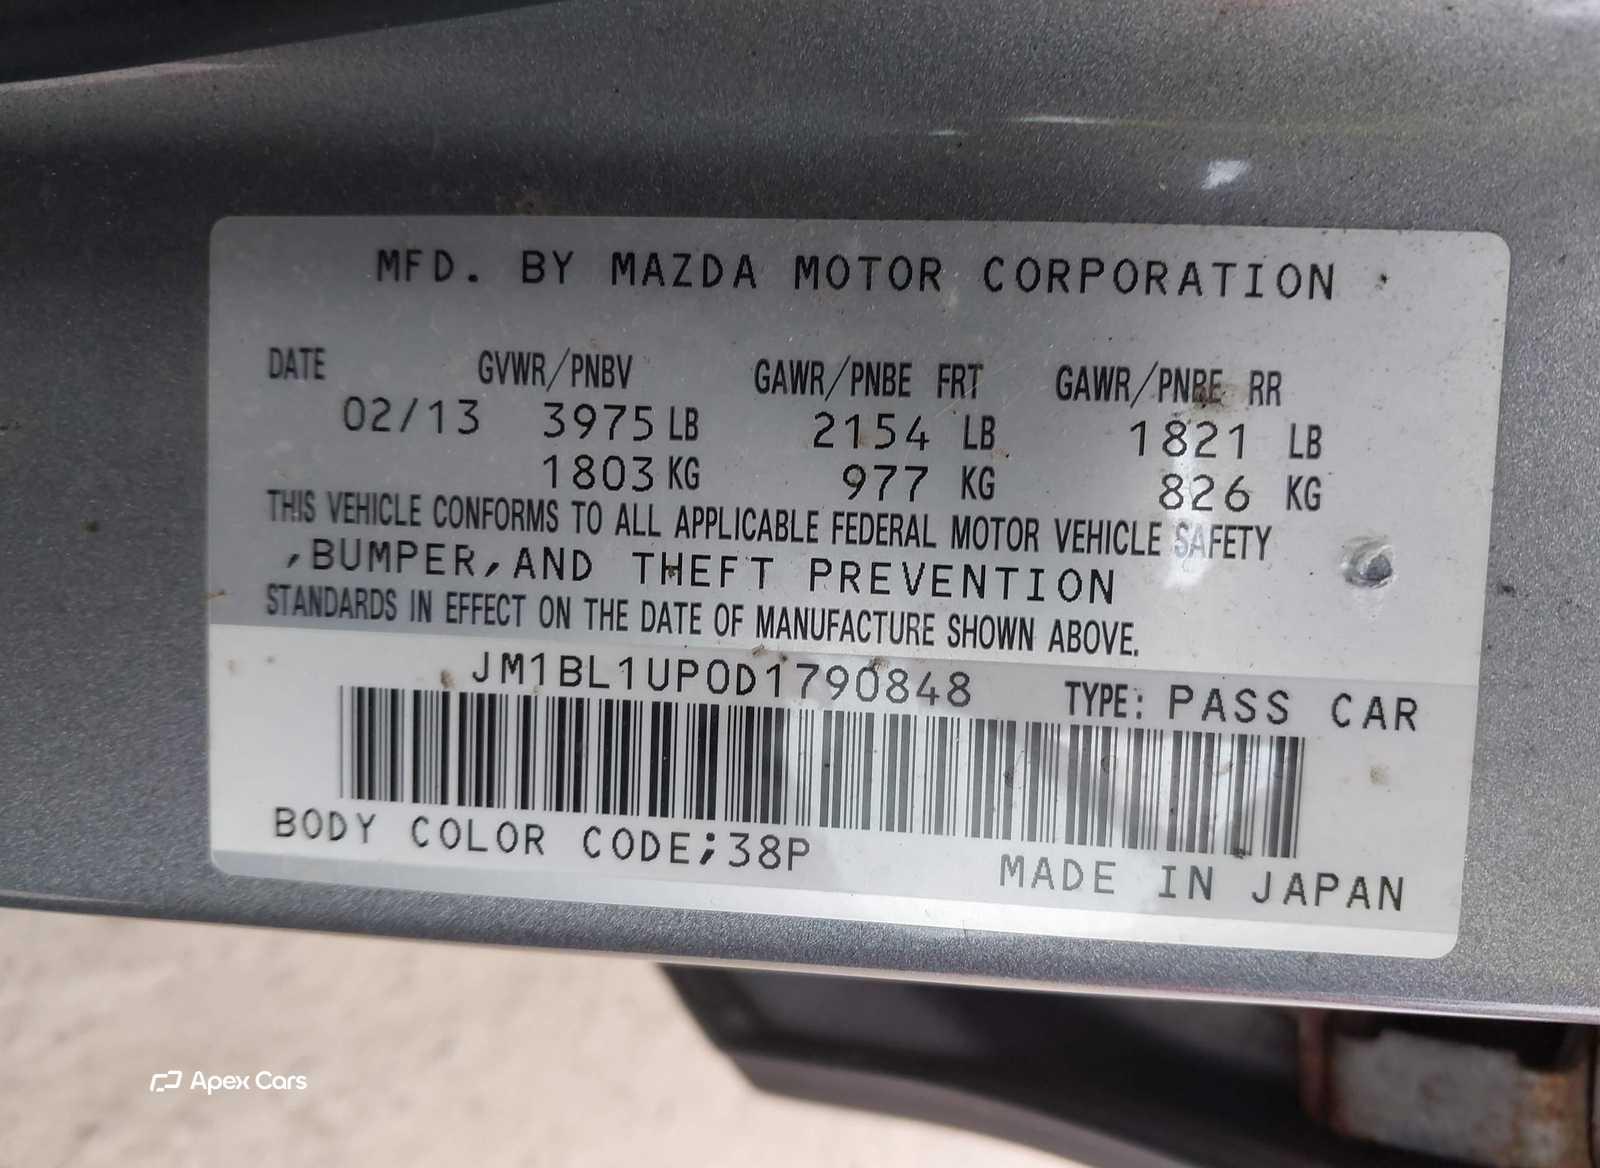 MFD. BY MAZDA MOTOR CORPORATION
DATE GVWR/PNBV GAWR/PNBE FRT GAWR/PNBE RR
02/13 3975 LB 2154 LB 1821 LB
1803 KG 977 KG 826 KG
THIS VEHICLE CONFORMS TO ALL APPLICABLE FEDERAL MOTOR VEHICLE SAFETY
,BUMPER,AND THEFT PREVENTION
STANDARDS IN EFFECT ON THE DATE OF MANUFACTURE SHOWN ABOVE.
JM1BL1UP0D1790848 TYPE: PASS CAR
BODY COLOR CODE;38P MADE IN JAPAN
Apex Cars